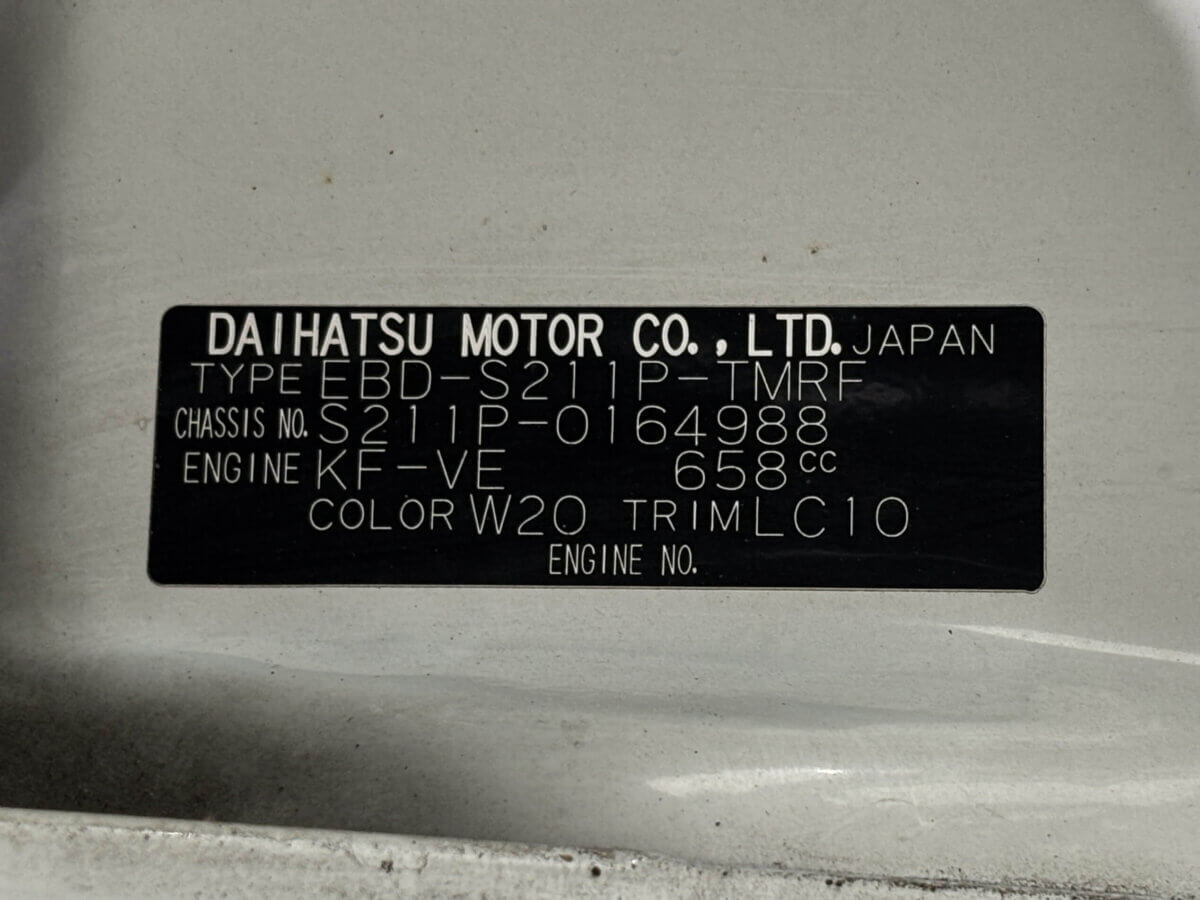 DAIHATSU MOTOR CO., LTD. JAPAN
TYPE EBD-S211P-TMRF
CHASSIS NO. S211P-0164988
ENGINE KF-VE 658cc
COLOR W20 TRIM LC10
ENGINE NO.